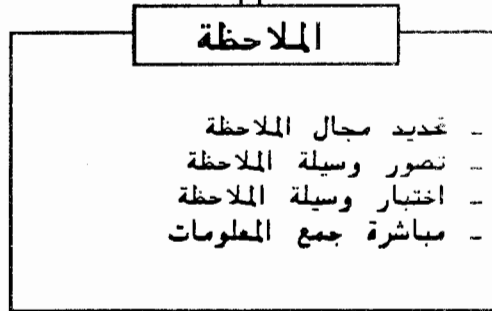 الملاحظة
ـ تحديد مجال الملاحظة
ـ تصور وسيلة الملاحظة
ـ اختبار وسيلة الملاحظة
ـ مباشرة جمع المعلومات